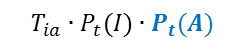 T_{ia} · P_t(I) · P_t(A)